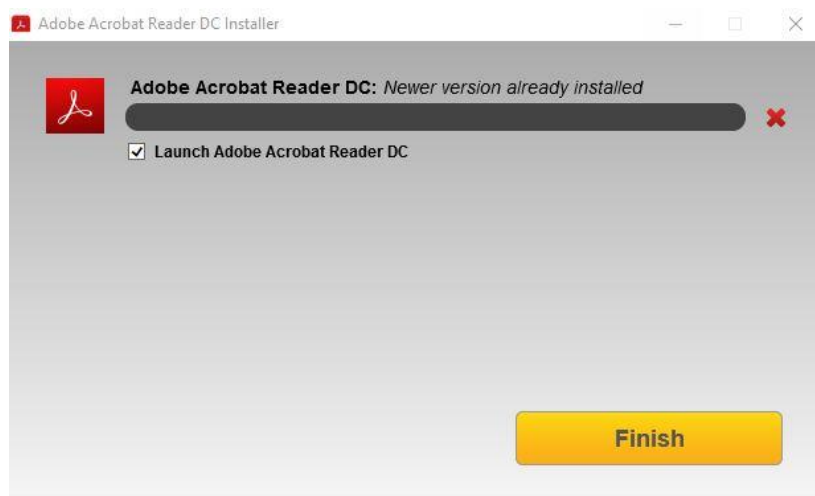 Adobe Acrobat Reader DC Installer
Adobe Acrobat Reader DC: Newer version already installed
Launch Adobe Acrobat Reader DC
Finish